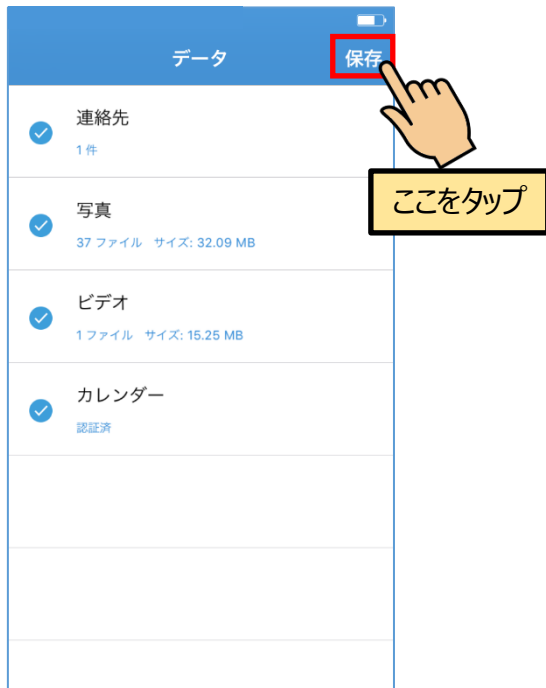 データ
保存
連絡先
1 件
ここをタップ
写真
37 ファイル サイズ: 32.09 MB
ビデオ
1 ファイル サイズ: 15.25 MB
カレンダー
認証済